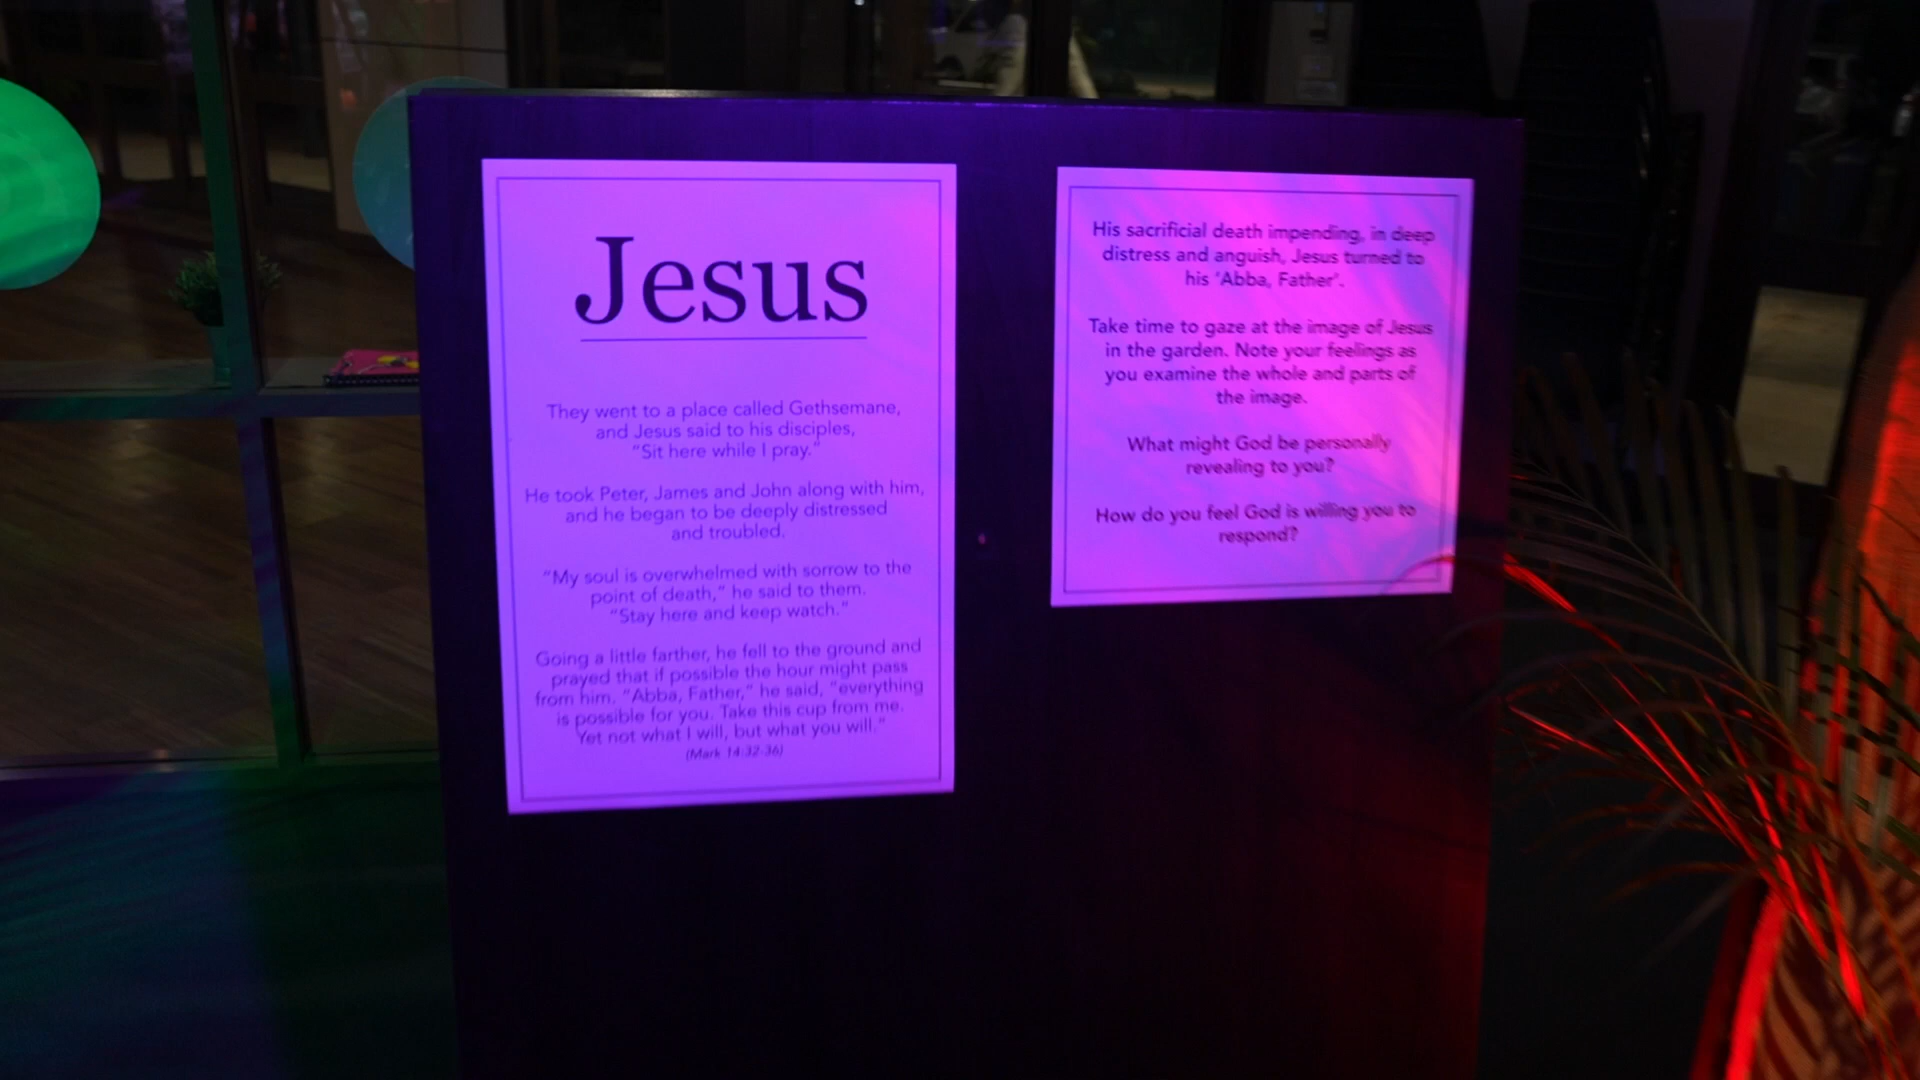 Jesus
They went to a place called Gethsemane,
and Jesus said to his disciples,
“Sit here while I pray.”
He took Peter, James and John along with him,
and he began to be deeply distressed
and troubled.
“My soul is overwhelmed with sorrow to the
point of death,” he said to them.
“Stay here and keep watch.”
Going a little farther, he fell to the ground and
prayed that if possible the hour might pass
from him. “Abba, Father,” he said, “everything
is possible for you. Take this cup from me.
Yet not what I will, but what you will.”
(Mark 14:32-36)
His sacrificial death impending, in deep
distress and anguish, Jesus turned to
his ‘Abba, Father’.
Take time to gaze at the image of Jesus
in the garden. Note your feelings as
you examine the whole and parts of
the image.
What might God be personally
revealing to you?
How do you feel God is willing you to
respond?